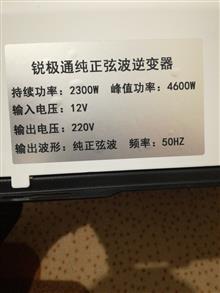 锐极通纯正弦波逆变器
持续功率：2300W 峰值功率：4600W
输入电压：12V
输出电压：220V
输出波形：纯正弦波 频率：50HZ